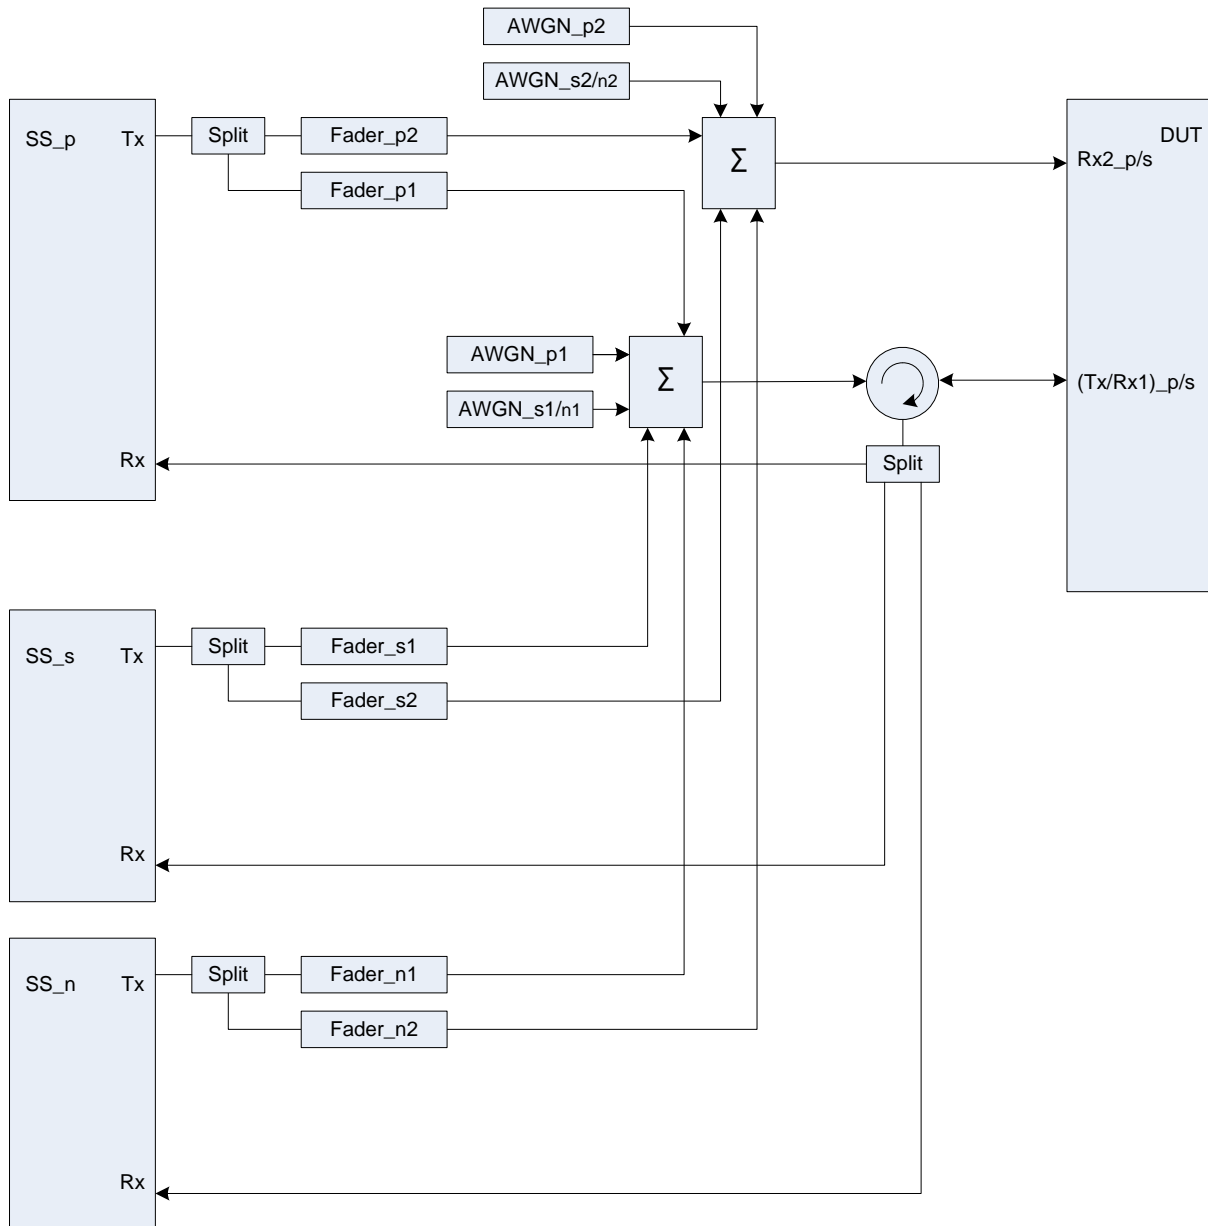 AWGN_p2
AWGN_s2/n2
SS_p
Tx
Split
Fader_p2
Fader_p1
Σ
DUT
Rx2_p/s
AWGN_p1
AWGN_s1/n1
Σ
(Tx/Rx1)_p/s
Rx
Split
SS_s
Tx
Split
Fader_s1
Fader_s2
Rx
SS_n
Tx
Split
Fader_n1
Fader_n2
Rx